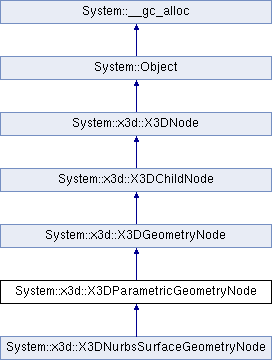 System::__gc_alloc
System::Object
System::x3d::X3DNode
System::x3d::X3DChildNode
System::x3d::X3DGeometryNode
System::x3d::X3DParametricGeometryNode
System::x3d::X3DNurbsSurfaceGeometryNode